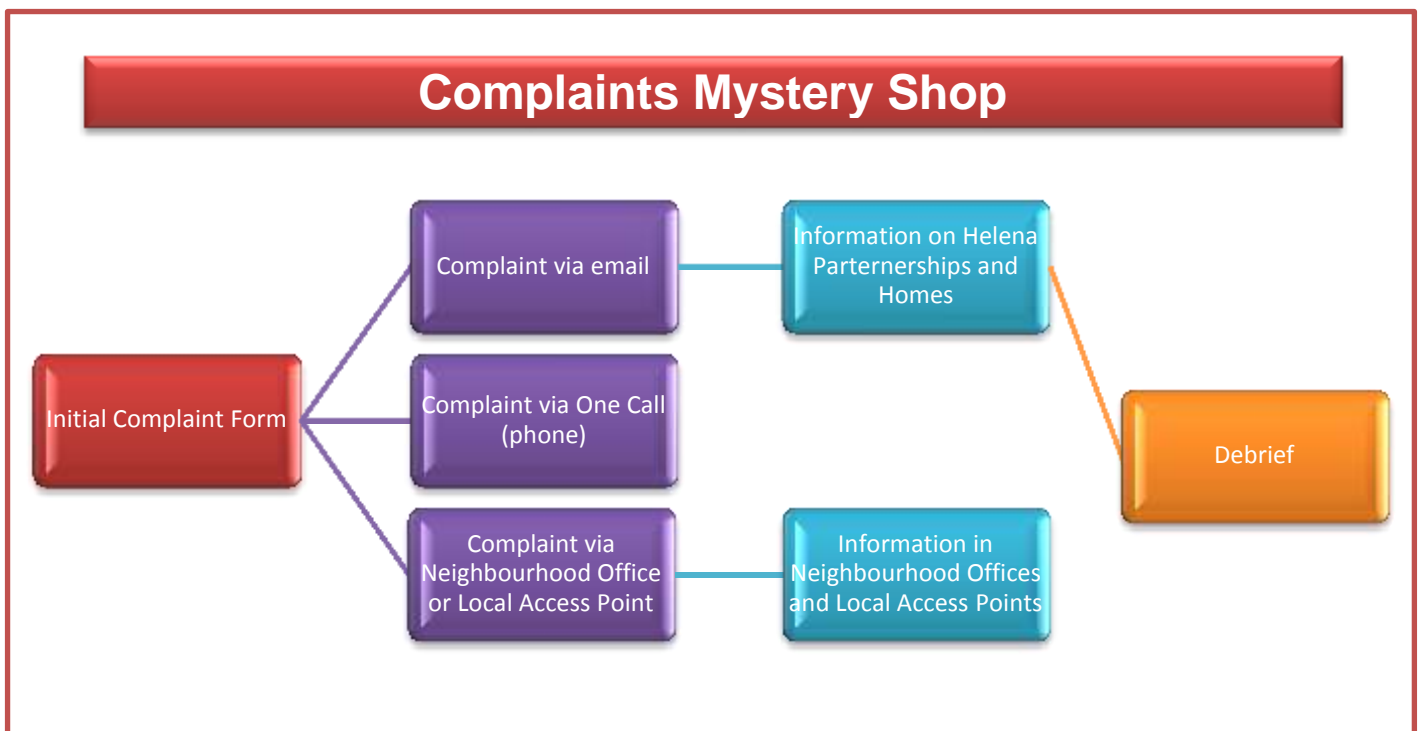 Complaints Mystery Shop
Complaint via email
Information on Helena
Parternerships and
Homes
Initial Complaint Form
Complaint via One Call
(phone)
Debrief
Complaint via
Neighbourhood Office
or Local Access Point
Information in
Neighbourhood Offices
and Local Access Points